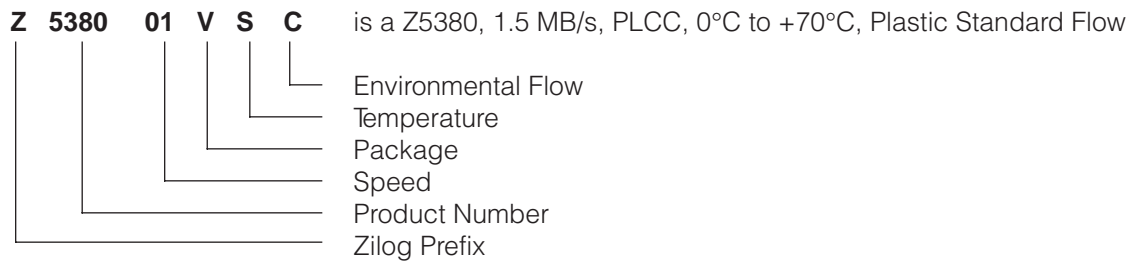 Z 5380 01 V S C is a Z5380, 1.5 MB/s, PLCC, 0°C to +70°C, Plastic Standard Flow
Environmental Flow
Temperature
Package
Speed
Product Number
Zilog Prefix